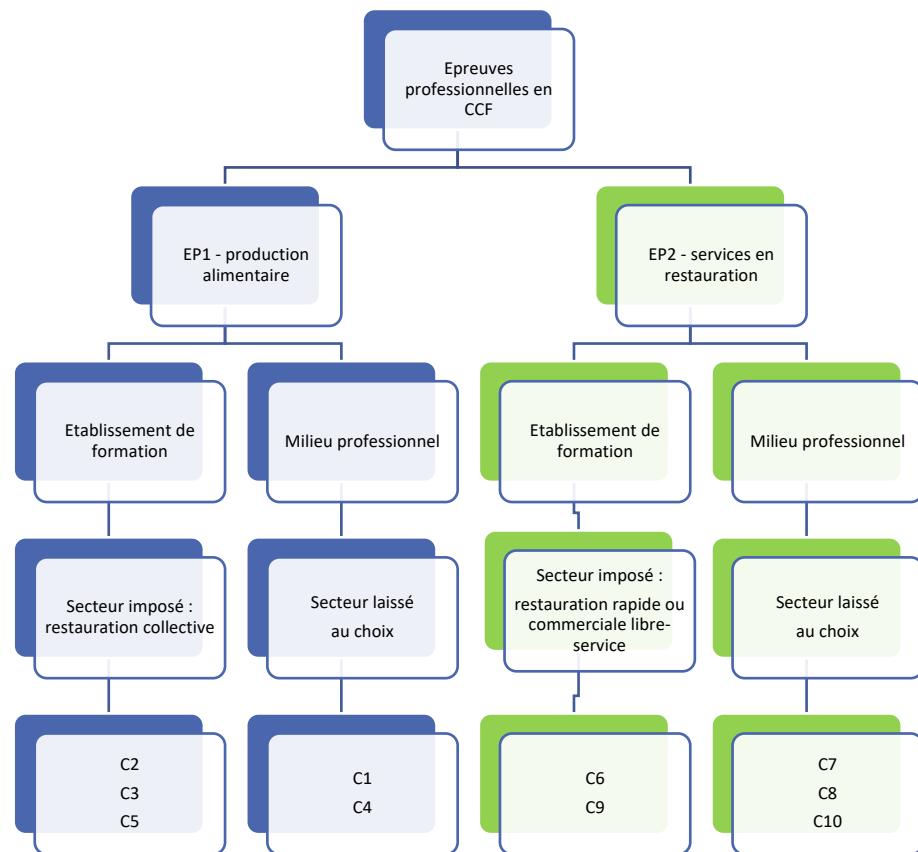 Epreuves
professionnelles en
CCF
EP1 - production
alimentaire
EP2 - services en
restauration
Etablissement de
formation
Milieu professionnel
Etablissement de
formation
Milieu professionnel
Secteur imposé :
restauration collective
Secteur laissé
au choix
Secteur imposé :
restauration rapide ou
commerciale libre-
service
Secteur laissé
au choix
C2
C3
C5
C1
C4
C6
C9
C7
C8
C10